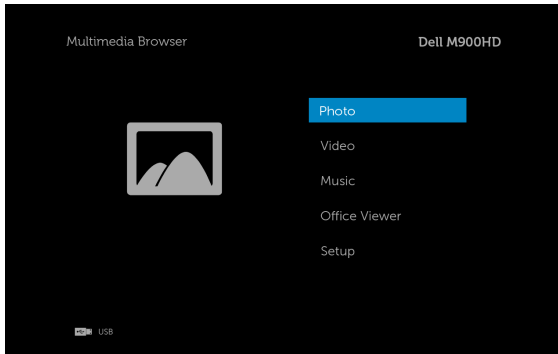 Multimedia Browser
Dell M900HD
Photo
Video
Music
Office Viewer
Setup
USB